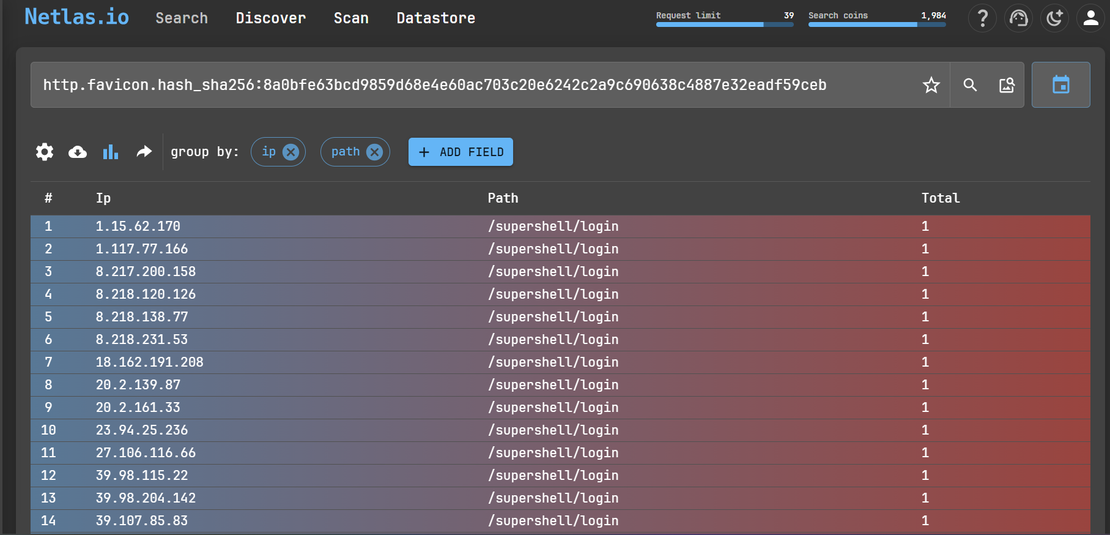 Netlas.io Search Discover Scan Datastore Request limit 39 Search coins 1,984
http.favicon.hash_sha256:8a0bfe63bcd9859d68e4e60ac703c20e6242c2a9c690638c4887e32eadf59ceb
group by: ip path + ADD FIELD
# Ip Path Total
1 1.15.62.170 /supershell/login 1
2 1.117.77.166 /supershell/login 1
3 8.217.200.158 /supershell/login 1
4 8.218.120.126 /supershell/login 1
5 8.218.138.77 /supershell/login 1
6 8.218.231.53 /supershell/login 1
7 18.162.191.208 /supershell/login 1
8 20.2.139.87 /supershell/login 1
9 20.2.161.33 /supershell/login 1
10 23.94.25.236 /supershell/login 1
11 27.106.116.66 /supershell/login 1
12 39.98.115.22 /supershell/login 1
13 39.98.204.142 /supershell/login 1
14 39.107.85.83 /supershell/login 1